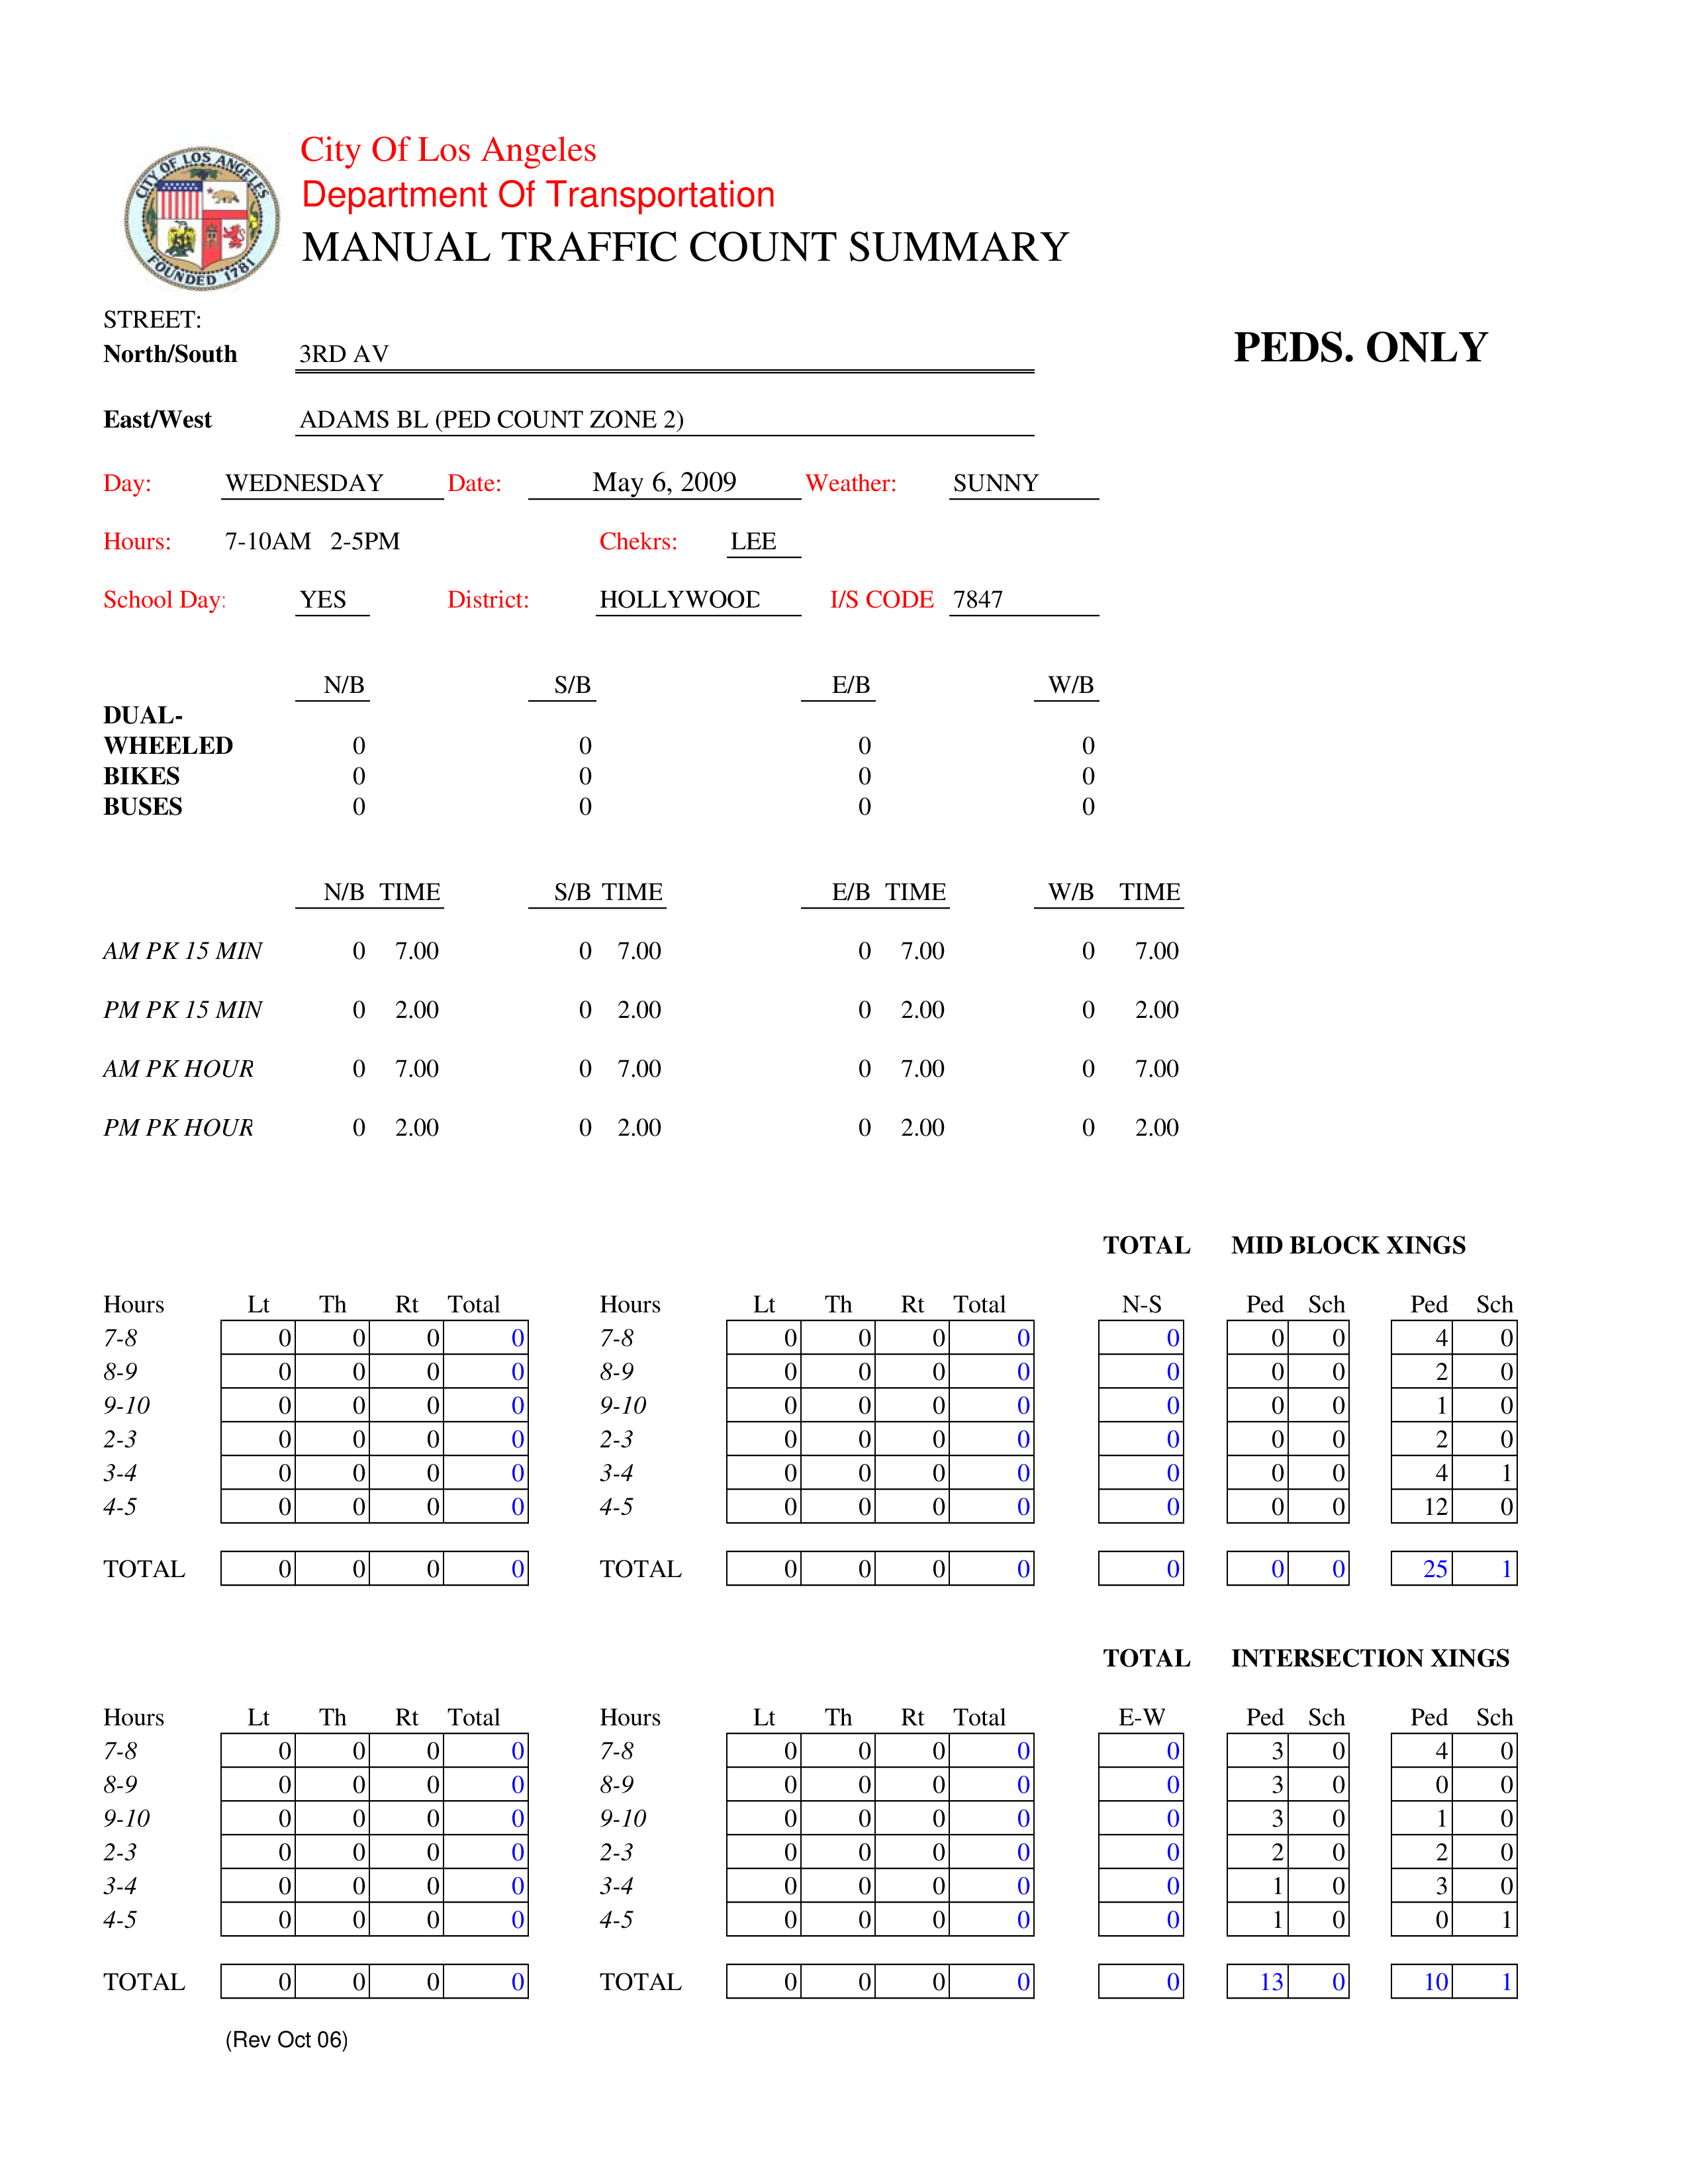 CITY OF LOS ANGELES
FOUNDED 1781
City Of Los Angeles
Department Of Transportation
MANUAL TRAFFIC COUNT SUMMARY
STREET:
North/South 3RD AV PEDS. ONLY
East/West ADAMS BL (PED COUNT ZONE 2)
Day: WEDNESDAY Date: May 6, 2009 Weather: SUNNY
Hours: 7-10AM 2-5PM Chekrs: LEE
School Day: YES District: HOLLYWOOD I/S CODE 7847
N/B S/B E/B W/B
DUAL-
WHEELED 0 0 0 0
BIKES 0 0 0 0
BUSES 0 0 0 0
N/B TIME S/B TIME E/B TIME W/B TIME
AM PK 15 MIN 0 7.00 0 7.00 0 7.00 0 7.00
PM PK 15 MIN 0 2.00 0 2.00 0 2.00 0 2.00
AM PK HOUR 0 7.00 0 7.00 0 7.00 0 7.00
PM PK HOUR 0 2.00 0 2.00 0 2.00 0 2.00
TOTAL MID BLOCK XINGS
Hours Lt Th Rt Total Hours Lt Th Rt Total N-S Ped Sch Ped Sch
7-8 0 0 0 0 7-8 0 0 0 0 0 0 0 4 0
8-9 0 0 0 0 8-9 0 0 0 0 0 0 0 2 0
9-10 0 0 0 0 9-10 0 0 0 0 0 0 0 1 0
2-3 0 0 0 0 2-3 0 0 0 0 0 0 0 2 0
3-4 0 0 0 0 3-4 0 0 0 0 0 0 0 4 1
4-5 0 0 0 0 4-5 0 0 0 0 0 0 0 12 0
TOTAL 0 0 0 0 TOTAL 0 0 0 0 0 0 0 25 1
TOTAL INTERSECTION XINGS
Hours Lt Th Rt Total Hours Lt Th Rt Total E-W Ped Sch Ped Sch
7-8 0 0 0 0 7-8 0 0 0 0 0 3 0 4 0
8-9 0 0 0 0 8-9 0 0 0 0 0 3 0 0 0
9-10 0 0 0 0 9-10 0 0 0 0 0 3 0 1 0
2-3 0 0 0 0 2-3 0 0 0 0 0 2 0 2 0
3-4 0 0 0 0 3-4 0 0 0 0 0 1 0 3 0
4-5 0 0 0 0 4-5 0 0 0 0 0 1 0 0 1
TOTAL 0 0 0 0 TOTAL 0 0 0 0 0 13 0 10 1
(Rev Oct 06)